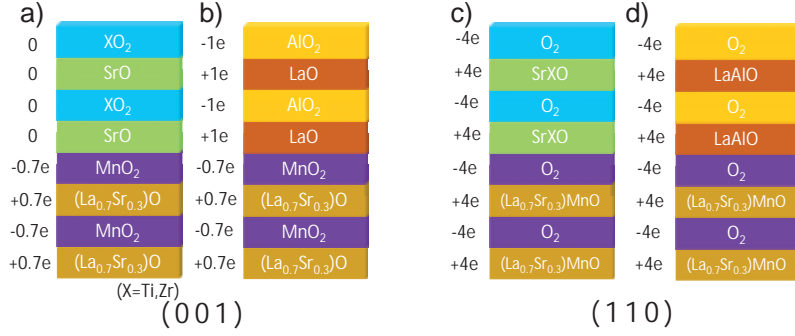 a) b) c) d)
0 XO₂ -1e AlO₂ -4e O₂ -4e O₂
0 SrO +1e LaO +4e SrXO +4e LaAlO
0 XO₂ -1e AlO₂ -4e O₂ -4e O₂
0 SrO +1e LaO +4e SrXO +4e LaAlO
-0.7e MnO₂ -0.7e MnO₂ -4e O₂ -4e O₂
+0.7e (La₀.₇Sr₀.₃)O +0.7e (La₀.₇Sr₀.₃)O +4e (La₀.₇Sr₀.₃)MnO +4e (La₀.₇Sr₀.₃)MnO
-0.7e MnO₂ -0.7e MnO₂ -4e O₂ -4e O₂
+0.7e (La₀.₇Sr₀.₃)O +0.7e (La₀.₇Sr₀.₃)O +4e (La₀.₇Sr₀.₃)MnO +4e (La₀.₇Sr₀.₃)MnO
(X=Ti,Zr)
(001) (110)